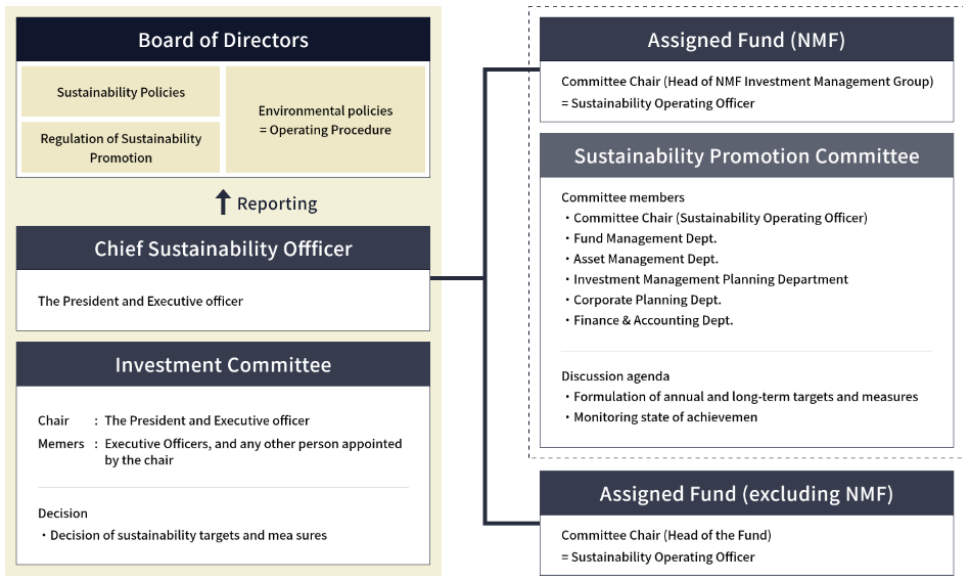 Board of Directors
Sustainability Policies
Regulation of Sustainability
Promotion
Environmental policies
= Operating Procedure
Reporting
Chief Sustainability Offficer
The President and Executive officer
Investment Committee
Chair : The President and Executive officer
Memers : Executive Officers, and any other person appointed
by the chair
Decision
・Decision of sustainability targets and mea sures
Assigned Fund (NMF)
Committee Chair (Head of NMF Investment Management Group)
= Sustainability Operating Officer
Sustainability Promotion Committee
Committee members
・Committee Chair (Sustainability Operating Officer)
・Fund Management Dept.
・Asset Management Dept.
・Investment Management Planning Department
・Corporate Planning Dept.
・Finance & Accounting Dept.
Discussion agenda
・Formulation of annual and long-term targets and measures
・Monitoring state of achievemen
Assigned Fund (excluding NMF)
Committee Chair (Head of the Fund)
= Sustainability Operating Officer